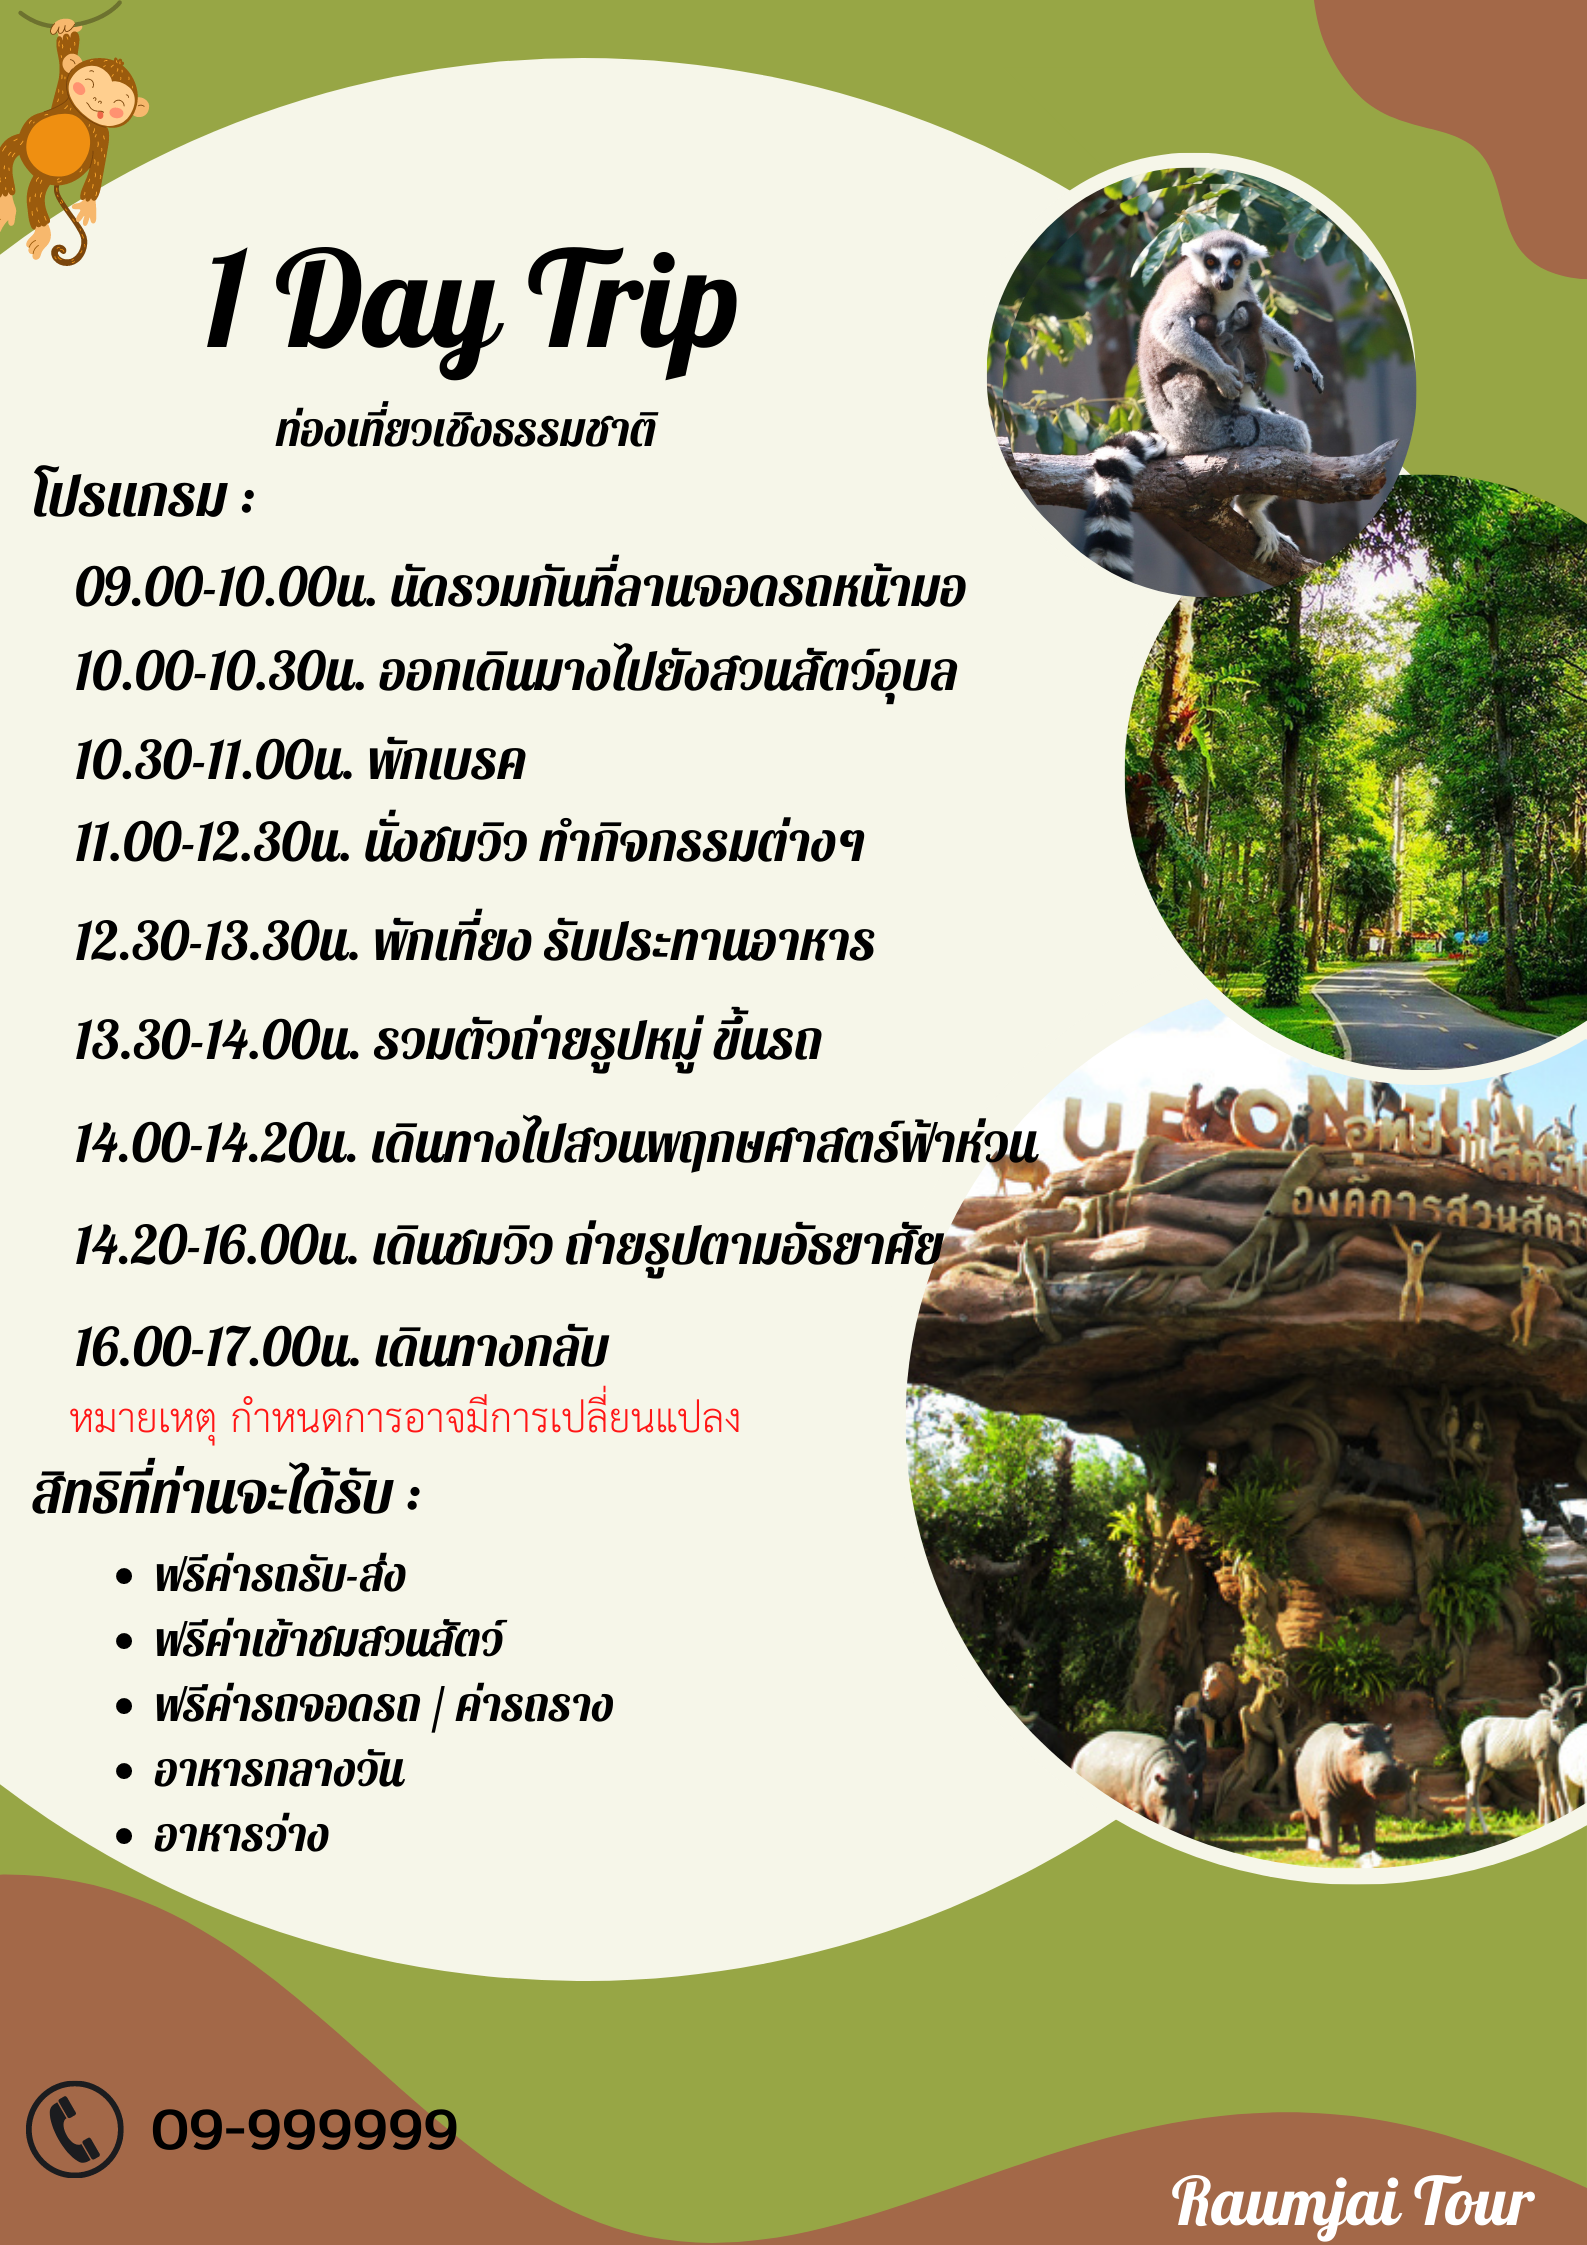 1 Day Trip
ท่องเที่ยวเชิงธรรมชาติ
โปรแกรม :
09.00-10.00น. นัดรวมกันที่ลานจอดรถหน้ามอ
10.00-10.30น. ออกเดินมางไปยังสวนสัตว์อุบล
10.30-11.00น. พักเบรค
11.00-12.30น. นั่งชมวิว ทำกิจกรรมต่างๆ
12.30-13.30น. พักเที่ยง รับประทานอาหาร
13.30-14.00น. รวมตัวถ่ายรูปหมู่ ขึ้นรถ
14.00-14.20น. เดินทางไปสวนพฤกษศาสตร์ฟ้าห่วน
14.20-16.00น. เดินชมวิว ถ่ายรูปตามอัธยาศัย
16.00-17.00น. เดินทางกลับ
หมายเหตุ กำหนดการอาจมีการเปลี่ยนแปลง
สิทธิที่ท่านจะได้รับ :
• ฟรีค่ารถรับ-ส่ง
• ฟรีค่าเข้าชมสวนสัตว์
• ฟรีค่ารถจอดรถ | ค่ารถราง
• อาหารกลางวัน
• อาหารว่าง
UBON
องค์การสวนสัตว์
09-999999
Raumjai Tour